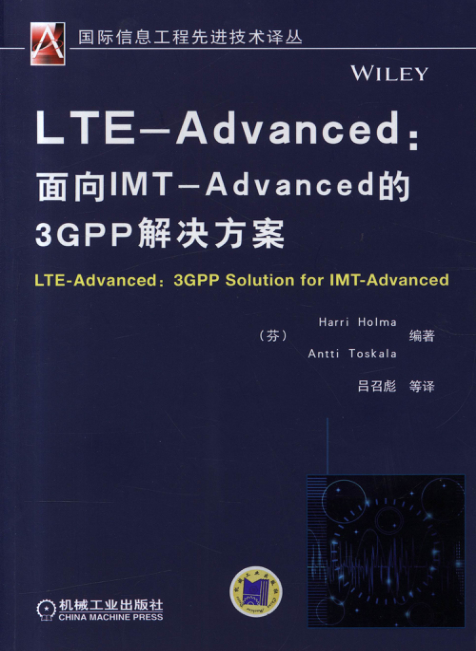 国际信息工程先进技术译丛
WILEY
LTE-Advanced:
面向IMT-Advanced的
3GPP解决方案
LTE-Advanced: 3GPP Solution for IMT-Advanced
(芬) Harri Holma
Antti Toskala 编著
吕召彪 等译
机械工业出版社
CHINA MACHINE PRESS